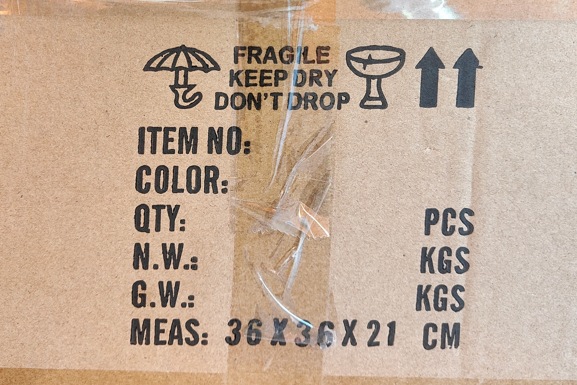 FRAGILE
KEEP DRY
DON'T DROP
ITEM NO:
COLOR:
QTY: PCS
N.W.: KGS
G.W.: KGS
MEAS: 36 X 36 X 21 CM